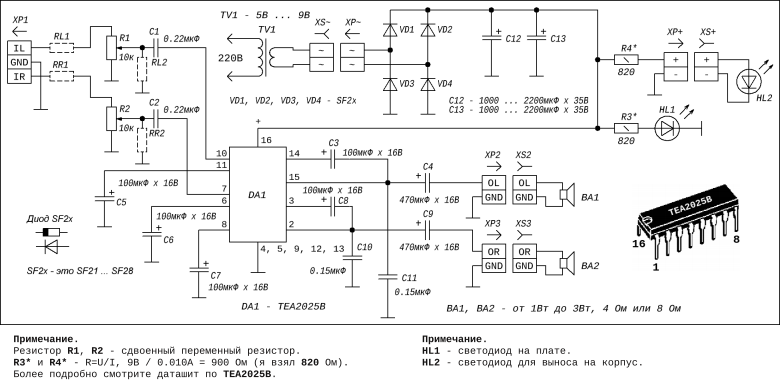 XP1
IL
GND
IR
RL1
RR1
R1
10к
RL2
C1
0.22мкФ
R2
10к
RR2
C2
0.22мкФ
TV1 - 5В ... 9В
TV1
220В
XS~
XP~
VD1
VD2
VD3
VD4
VD1, VD2, VD3, VD4 - SF2x
C12
C13
C12 - 1000 ... 2200мкФ x 35В
C13 - 1000 ... 2200мкФ x 35В
R4*
820
XP+
XS+
+
-
+
-
HL2
R3*
820
HL1
+
16
10
11
7
6
8
DA1
14
15
3
2
4, 5, 9, 12, 13
+
C3
100мкФ x 16В
100мкФ x 16В
+
C8
+
C4
470мкФ x 16В
+
C9
470мкФ x 16В
C10
0.15мкФ
C11
0.15мкФ
100мкФ x 16В
+
C5
100мкФ x 16В
+
C6
+
C7
100мкФ x 16В
XP2
XS2
OL
GND
OL
GND
BA1
XP3
XS3
OR
GND
OR
GND
BA2
Диод SF2x
SF2x - это SF21 ... SF28
TEA2025B
16
8
1
DA1 - TEA2025B
BA1, BA2 - от 1Вт до 3Вт, 4 Ом или 8 Ом
Примечание.
Резистор R1, R2 - сдвоенный переменный резистор.
R3* и R4* - R=U/I, 9В / 0.010А = 900 Ом (я взял 820 Ом).
Более подробно смотрите даташит по TEA2025B.
Примечание.
HL1 - светодиод на плате.
HL2 - светодиод для выноса на корпус.